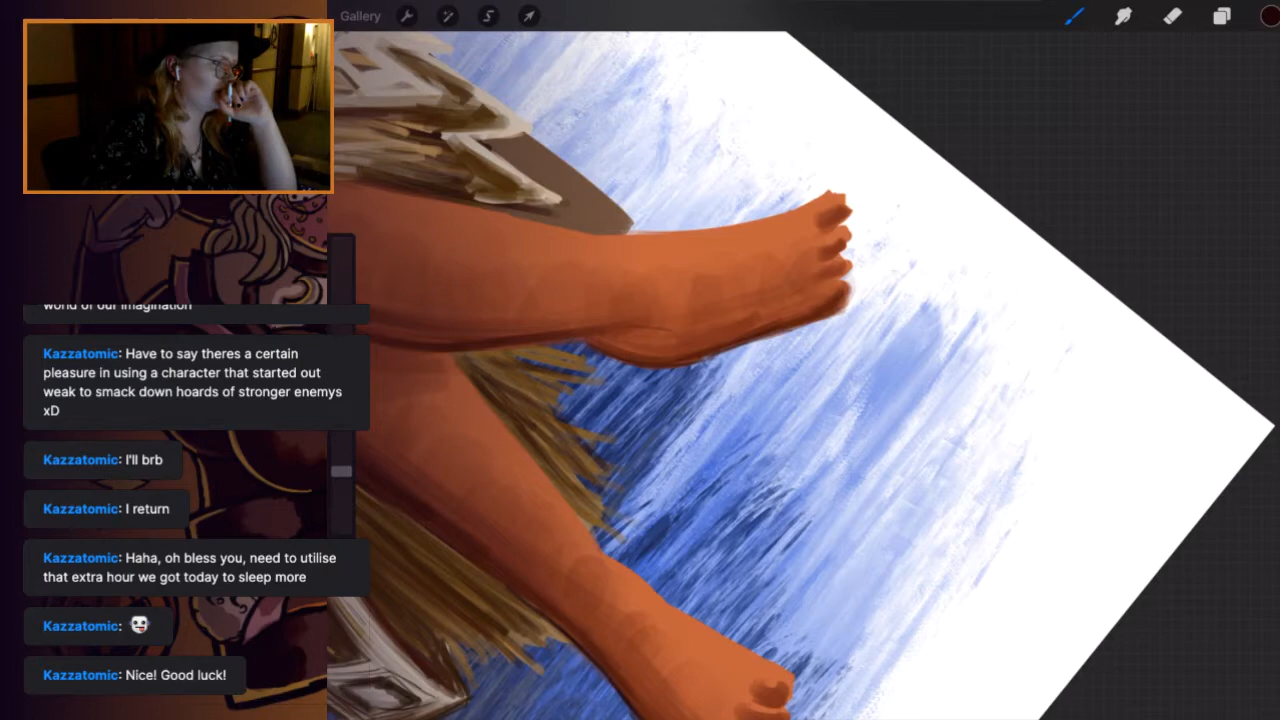 Gallery
world of our imagination
Kazzatomic: Have to say theres a certain
pleasure in using a character that started out
weak to smack down hoards of stronger enemys
xD
Kazzatomic: I'll brb
Kazzatomic: I return
Kazzatomic: Haha, oh bless you, need to utilise
that extra hour we got today to sleep more
Kazzatomic:
Kazzatomic: Nice! Good luck!